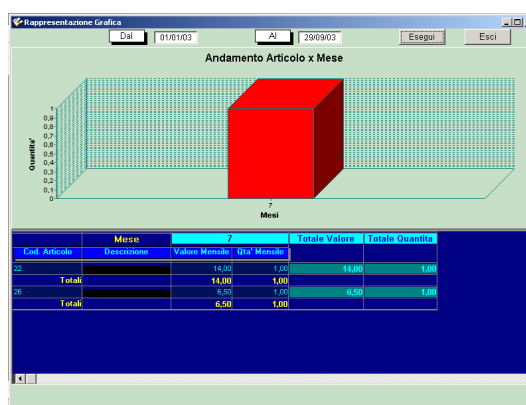 Rappresentazione Grafica
Dal 01/01/03 Al 29/09/03 Esegui Esci
Andamento Articolo x Mese
Quantita'
1
0,9
0,8
0,7
0,6
0,5
0,4
0,3
0,2
0,1
0
7
Mesi
Mese 7 Totale Valore Totale Quantita
Cod. Articolo Descrizione Valore Mensile Qta' Mensile
22 14,00 1,00 14,00 1,00
Totali 14,00 1,00
26 6,50 1,00 6,50 1,00
Totali 6,50 1,00